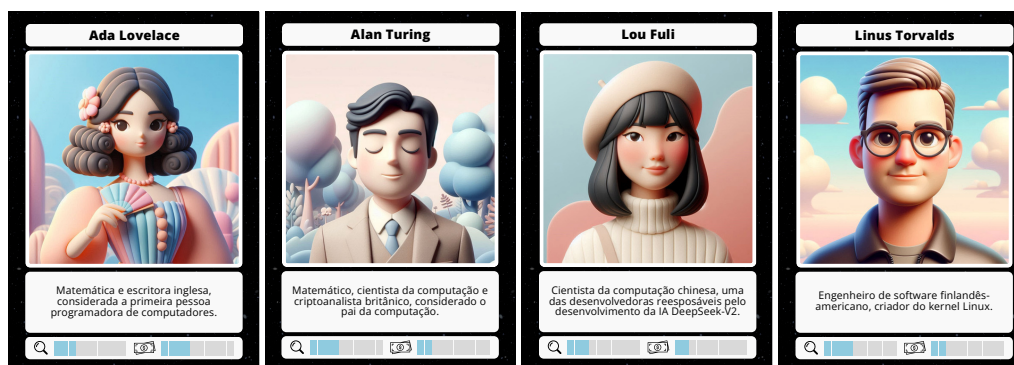 Ada Lovelace
Matemática e escritora inglesa,
considerada a primeira pessoa
programadora de computadores.
Alan Turing
Matemático, cientista da computação e
criptoanalista britânico, considerado o
pai da computação.
Lou Fuli
Cientista da computação chinesa, uma
das desenvolvedoras reesposáveis pelo
desenvolvimento da IA DeepSeek-V2.
Linus Torvalds
Engenheiro de software finlandês-
americano, criador do kernel Linux.